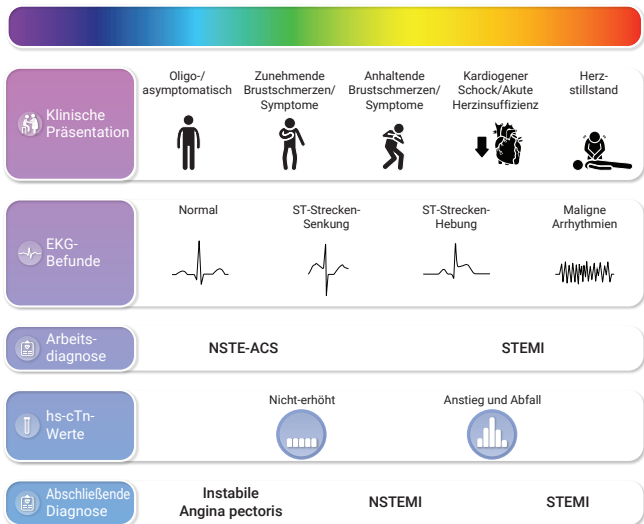 Klinische
Präsentation
Oligo-/
asymptomatisch
Zunehmende
Brustschmerzen/
Symptome
Anhaltende
Brustschmerzen/
Symptome
Kardiogener
Schock/Akute
Herzinsuffizienz
Herz-
stillstand
EKG-
Befunde
Normal
ST-Strecken-
Senkung
ST-Strecken-
Hebung
Maligne
Arrhythmien
Arbeits-
diagnose
NSTE-ACS
STEMI
hs-cTn-
Werte
Nicht-erhöht
Anstieg und Abfall
Abschließende
Diagnose
Instabile
Angina pectoris
NSTEMI
STEMI